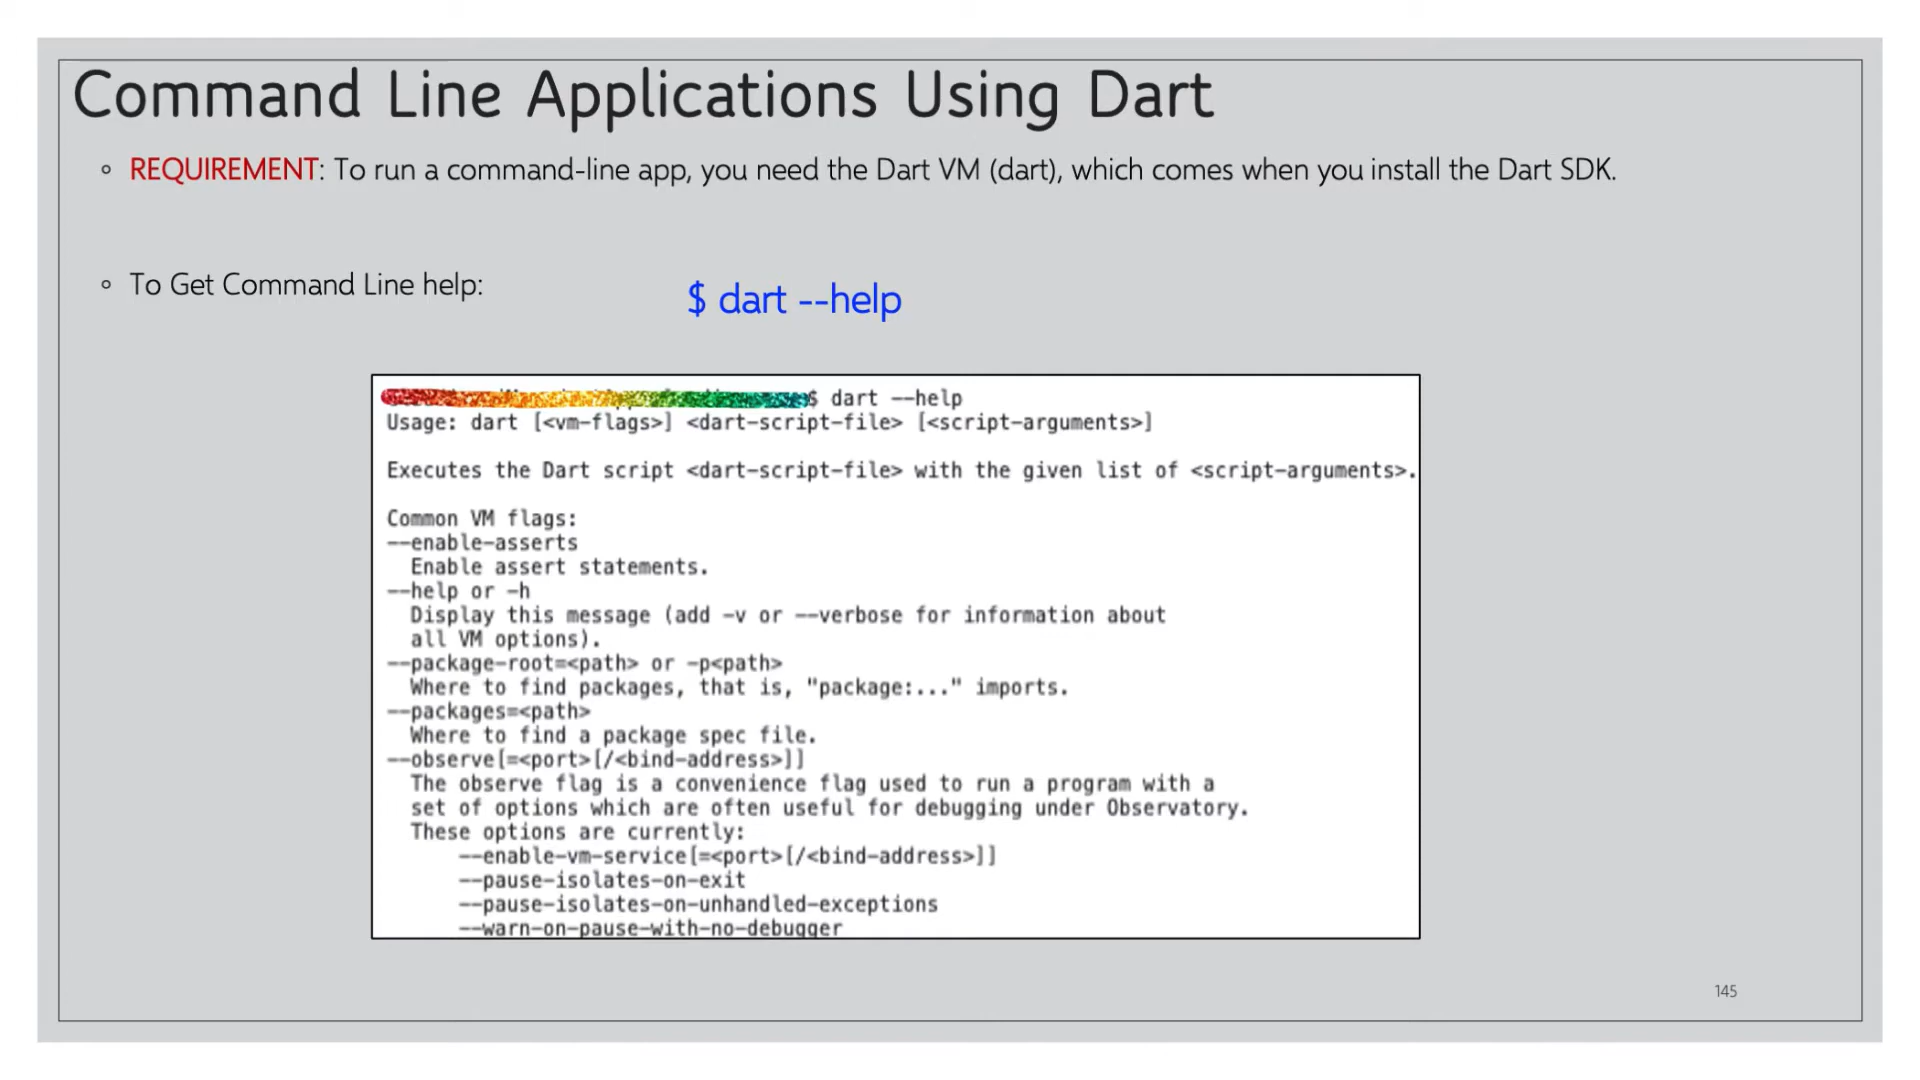 Command Line Applications Using Dart
◦ REQUIREMENT: To run a command-line app, you need the Dart VM (dart), which comes when you install the Dart SDK.
◦ To Get Command Line help:
$ dart --help
$ dart --help
Usage: dart [<vm-flags>] <dart-script-file> [<script-arguments>]
Executes the Dart script <dart-script-file> with the given list of <script-arguments>.
Common VM flags:
--enable-asserts
Enable assert statements.
--help or -h
Display this message (add -v or --verbose for information about
all VM options).
--package-root=<path> or -p<path>
Where to find packages, that is, "package:..." imports.
--packages=<path>
Where to find a package spec file.
--observe[=<port>[/<bind-address>]]
The observe flag is a convenience flag used to run a program with a
set of options which are often useful for debugging under Observatory.
These options are currently:
--enable-vm-service[=<port>[/<bind-address>]]
--pause-isolates-on-exit
--pause-isolates-on-unhandled-exceptions
--warn-on-pause-with-no-debugger
145